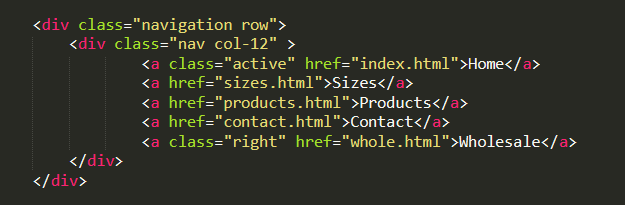 <div class="navigation row">
<div class="nav col-12" >
<a class="active" href="index.html">Home</a>
<a href="sizes.html">Sizes</a>
<a href="products.html">Products</a>
<a href="contact.html">Contact</a>
<a class="right" href="whole.html">Wholesale</a>
</div>
</div>